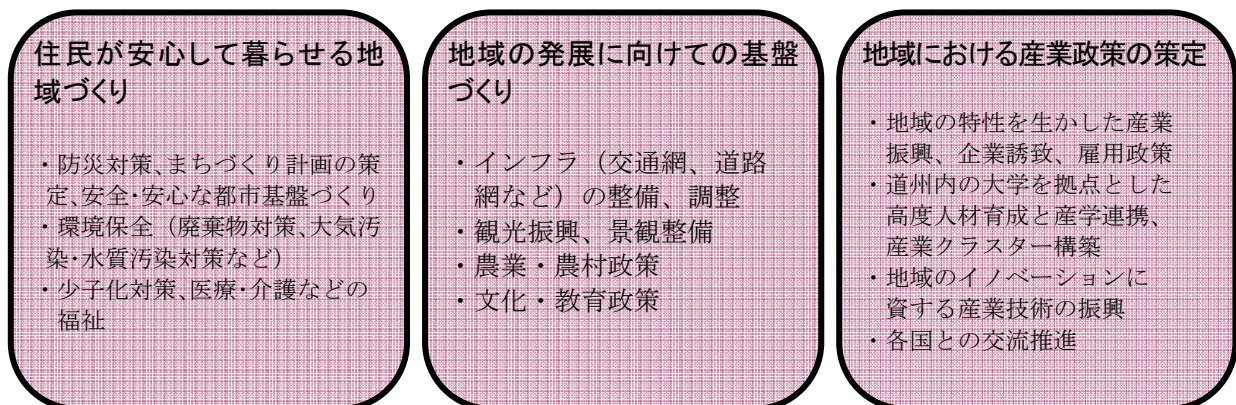 住民が安心して暮らせる地
域づくり
・防災対策、まちづくり計画の策
定、安全・安心な都市基盤づくり
・環境保全（廃棄物対策、大気汚
染・水質汚染対策など）
・少子化対策、医療・介護などの
福祉
地域の発展に向けての基盤
づくり
・インフラ（交通網、道路
網など）の整備、調整
・観光振興、景観整備
・農業・農村政策
・文化・教育政策
地域における産業政策の策定
・地域の特性を生かした産業
振興、企業誘致、雇用政策
・道州内の大学を拠点とした
高度人材育成と産学連携、
産業クラスター構築
・地域のイノベーションに
資する産業技術の振興
・各国との交流推進